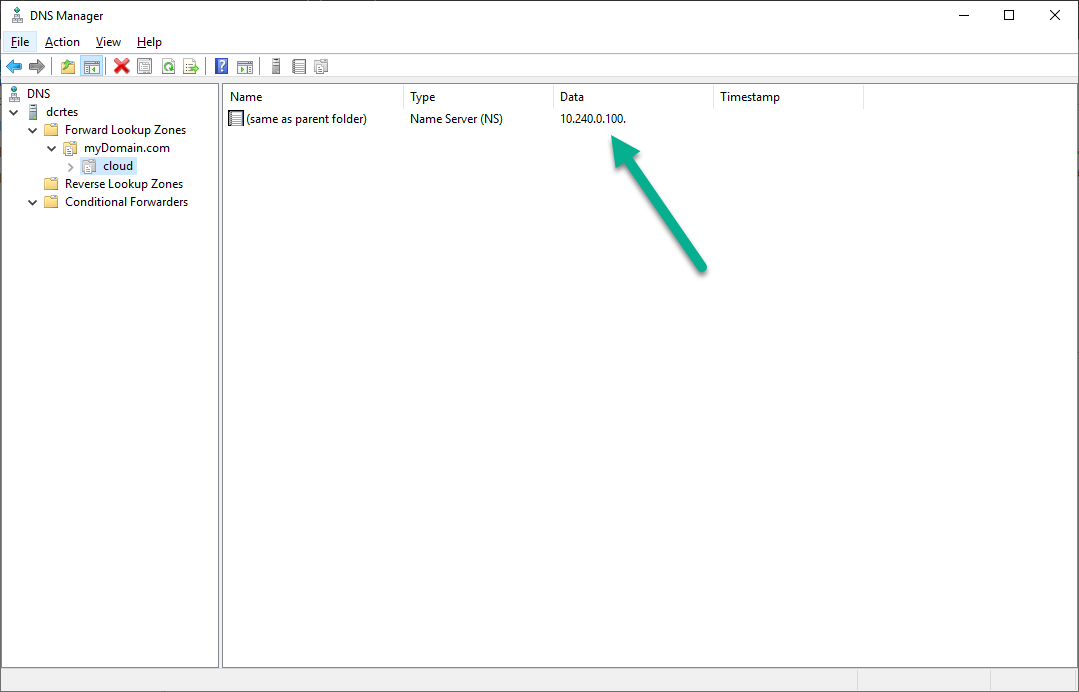 DNS Manager
File Action View Help
DNS
dcrtes
Forward Lookup Zones
myDomain.com
cloud
Reverse Lookup Zones
Conditional Forwarders
Name Type Data Timestamp
(same as parent folder) Name Server (NS) 10.240.0.100.